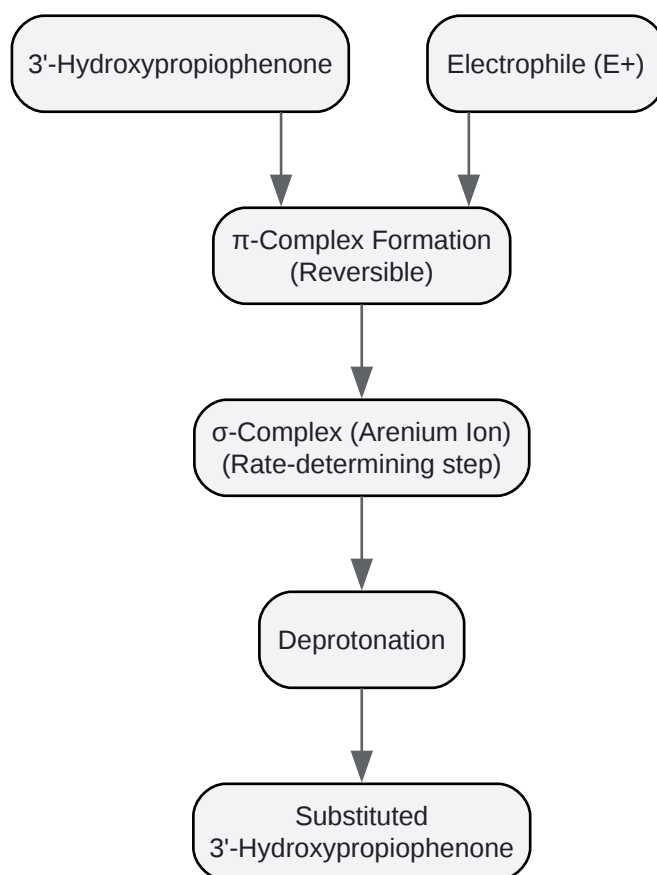 3'-Hydroxypropiophenone
Electrophile (E+)
π-Complex Formation
(Reversible)
σ-Complex (Arenium Ion)
(Rate-determining step)
Deprotonation
Substituted
3'-Hydroxypropiophenone